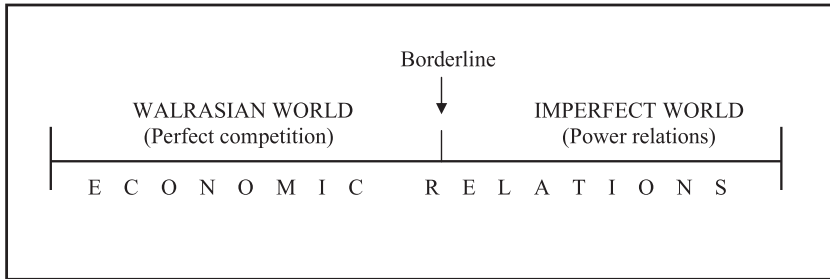 Borderline
WALRASIAN WORLD IMPERFECT WORLD
(Perfect competition) (Power relations)
E C O N O M I C R E L A T I O N S